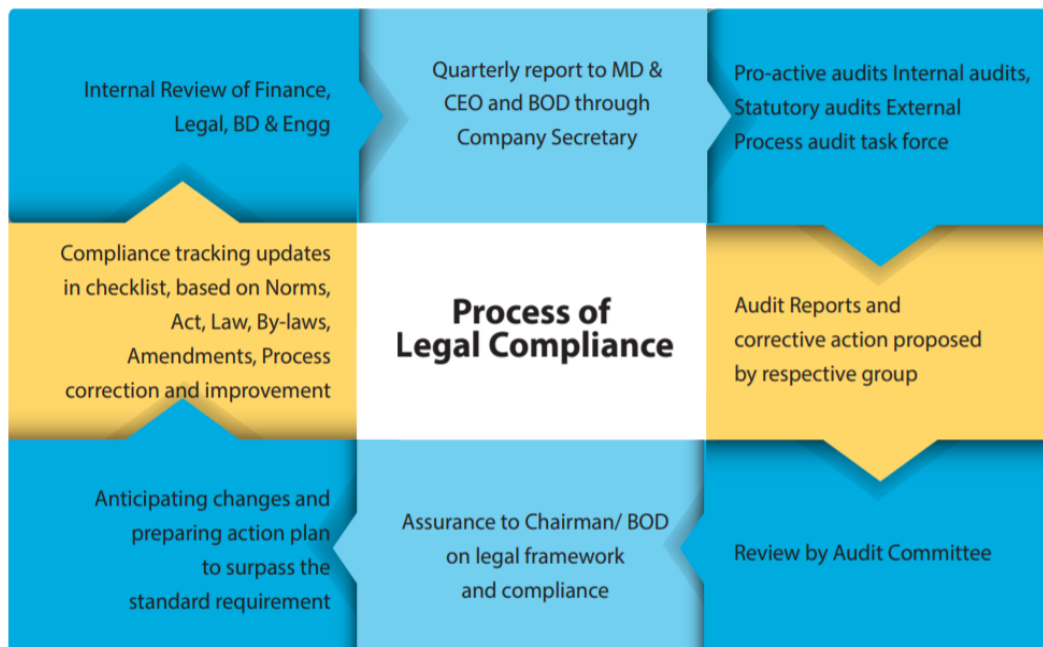 Internal Review of Finance,
Legal, BD & Engg
Quarterly report to MD &
CEO and BOD through
Company Secretary
Pro-active audits Internal audits,
Statutory audits External
Process audit task force
Compliance tracking updates
in checklist, based on Norms,
Act, Law, By-laws,
Amendments, Process
correction and improvement
Process of
Legal Compliance
Audit Reports and
corrective action proposed
by respective group
Anticipating changes and
preparing action plan
to surpass the
standard requirement
Assurance to Chairman/ BOD
on legal framework
and compliance
Review by Audit Committee